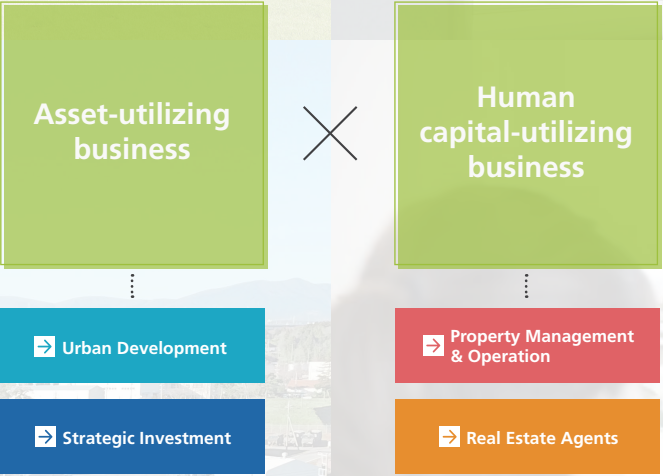 Asset-utilizing
business
Human
capital-utilizing
business
Urban Development
Property Management
& Operation
Strategic Investment
Real Estate Agents